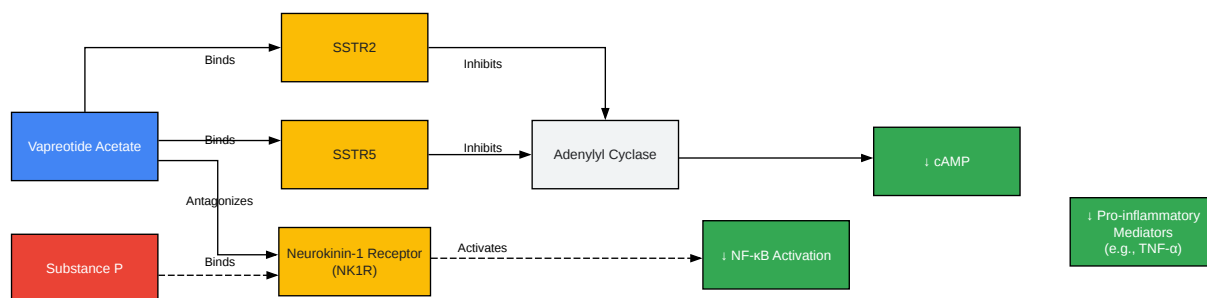 SSTR2
Binds
Inhibits
Vapreotide Acetate
Binds
SSTR5
Inhibits
Adenylyl Cyclase
↓ cAMP
Antagonizes
↓ Pro-inflammatory
Mediators
(e.g., TNF-α)
Substance P
Binds
Neurokinin-1 Receptor
(NK1R)
Activates
↓ NF-κB Activation